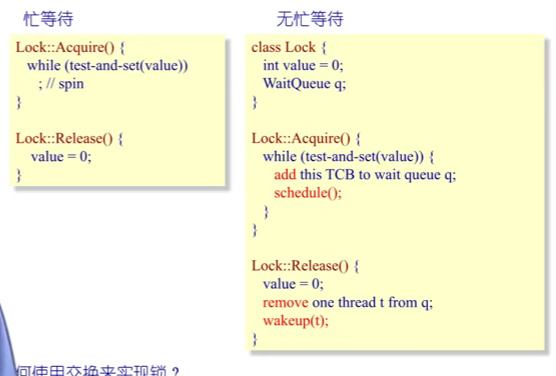 忙等待
Lock::Acquire() {
while (test-and-set(value))
; // spin
}
Lock::Release() {
value = 0;
}
无忙等待
class Lock {
int value = 0;
WaitQueue q;
}
Lock::Acquire() {
while (test-and-set(value)) {
add this TCB to wait queue q;
schedule();
}
}
Lock::Release() {
value = 0;
remove one thread t from q;
wakeup(t);
}
何使用交换来实现锁？